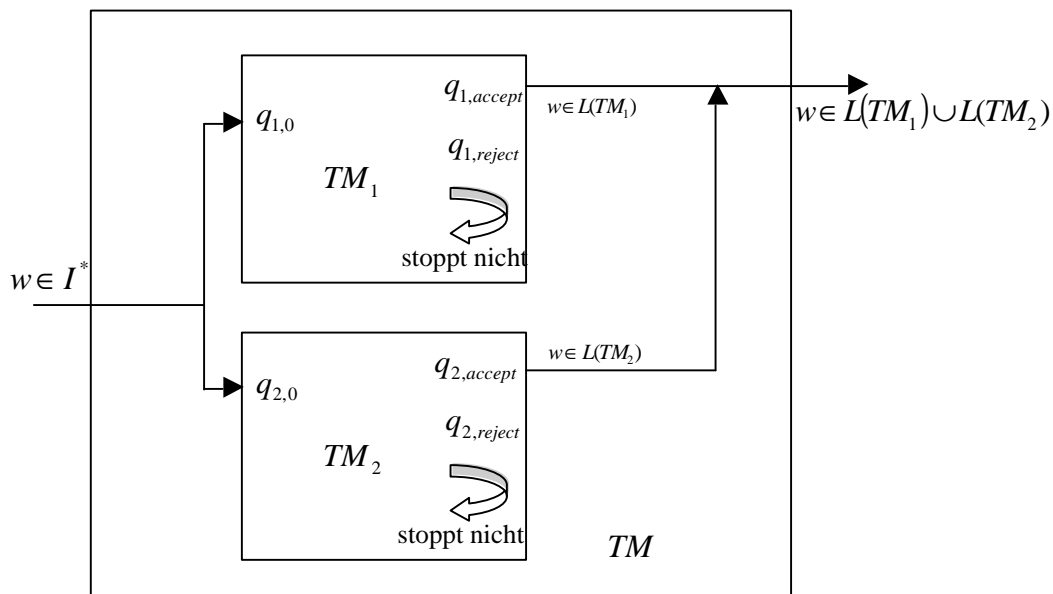 q₁,accept
w ∈ L(TM₁)
w ∈ L(TM₁) ∪ L(TM₂)
q₁,₀
q₁,reject
TM₁
stoppt nicht
w ∈ I*
w ∈ L(TM₂)
q₂,accept
q₂,₀
q₂,reject
TM₂
stoppt nicht
TM